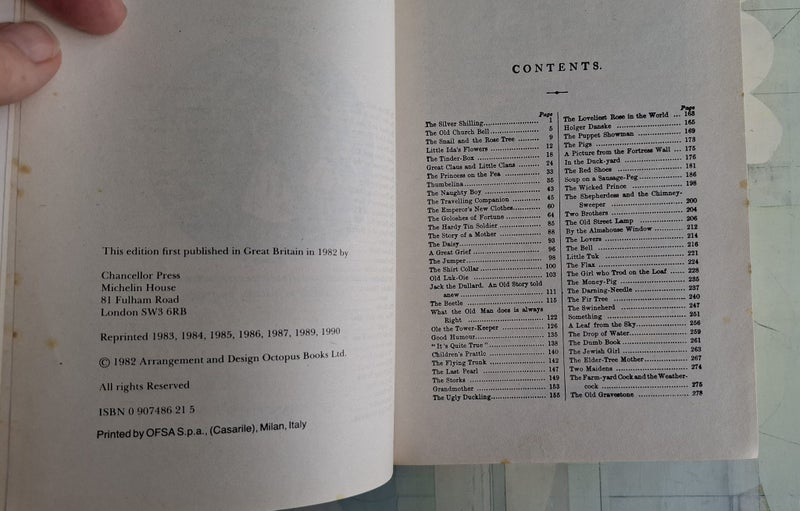 This edition first published in Great Britain in 1982 by
Chancellor Press
Michelin House
81 Fulham Road
London SW3 6RB
Reprinted 1983, 1984, 1985, 1986, 1987, 1989, 1990
© 1982 Arrangement and Design Octopus Books Ltd.
All rights Reserved
ISBN 0 907486 21 5
Printed by OFSA S.p.a., (Casarile), Milan, Italy
CONTENTS.
Page
The Silver Shilling 1
The Old Church Bell 5
The Snail and the Rose Tree 9
Little Ida's Flowers 12
The Tinder-Box 18
Great Claus and Little Claus 24
The Princess on the Pea 33
Thumbelina 35
The Naughty Boy 43
The Travelling Companion 45
The Emperor's New Clothes 60
The Goloshes of Fortune 64
The Hardy Tin Soldier 85
The Story of a Mother 88
The Daisy 93
A Great Grief 96
The Jumper 98
The Shirt Collar 100
Old Luk-Oie 103
Jack the Dullard. An Old Story told
anew 111
The Beetle 115
What the Old Man does is always
Right 122
Ole the Tower-Keeper 126
Good Humour 135
"It's Quite True" 138
Children's Prattle 140
The Flying Trunk 142
The Last Pearl 147
The Storks 149
Grandmother 153
The Ugly Duckling 155
Page
The Loveliest Rose in the World ... 163
Holger Danske 165
The Puppet Showman 169
The Pigs 173
A Picture from the Fortress Wall 175
In the Duck-yard 176
The Red Shoes 181
Soup on a Sausage-Peg 186
The Wicked Prince 198
The Shepherdess and the Chimney-
Sweeper 200
Two Brothers 204
The Old Street Lamp 206
By the Almshouse Window 212
The Lovers 214
The Bell 216
Little Tuk 221
The Flax 224
The Girl who Trod on the Loaf 228
The Money-Pig 235
The Darning-Needle 237
The Fir Tree 240
The Swineherd 247
Something 251
A Leaf from the Sky 256
The Drop of Water 259
The Dumb Book 261
The Jewish Girl 263
The Elder-Tree Mother 267
Two Maidens 274
The Farm-yard Cock and the Weather-
cock 275
The Old Gravestone 278